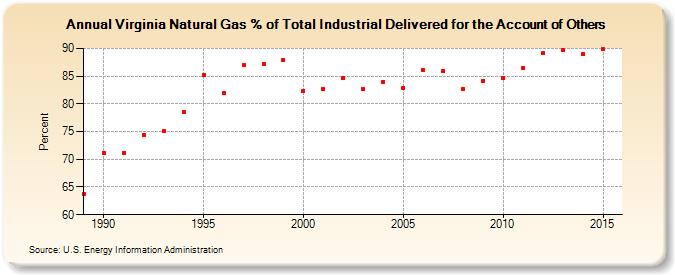 Annual Virginia Natural Gas % of Total Industrial Delivered for the Account of Others
Percent
90
85
80
75
70
65
60
1990 1995 2000 2005 2010 2015
Source: U.S. Energy Information Administration